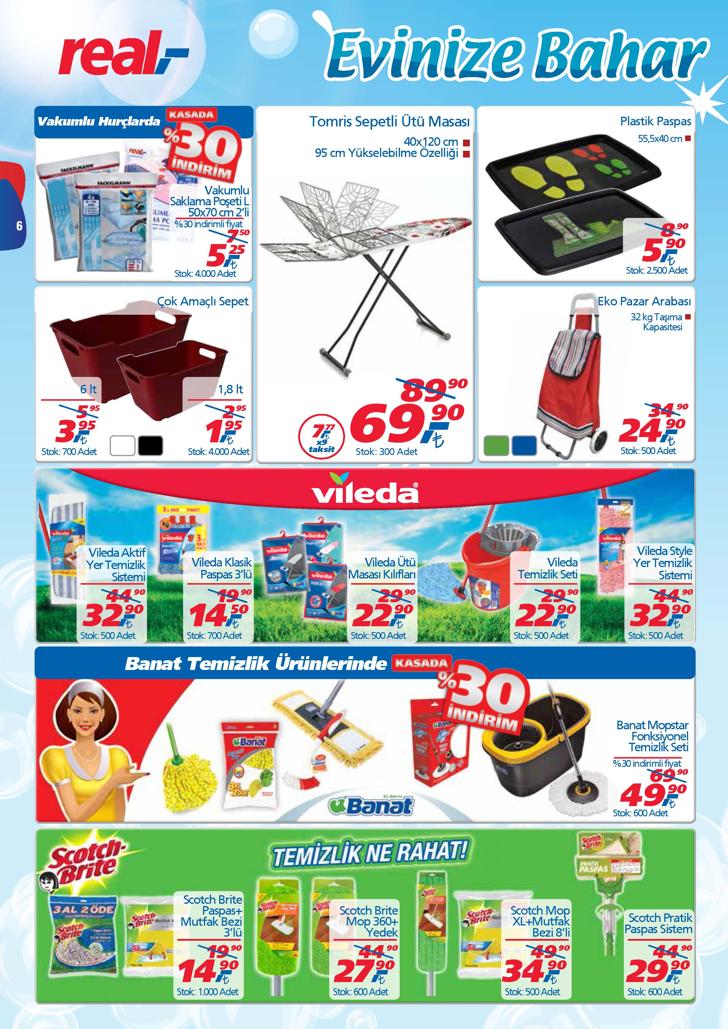 real,-
Evinize Bahar
6
Vakumlu Hurçlarda
KASADA
%30
İNDİRİM
FACKELMANN
FACKELMANN
real,-
Vakumlu
Saklama Poşeti L
50x70 cm 2'li
%30 indirimli fiyat
7,50
5,25
Stok: 4.000 Adet
Tomris Sepetli Ütü Masası
40x120 cm
95 cm Yükselebilme Özelliği
89,90
69,90
7,77
x9
taksit
Stok: 300 Adet
Plastik Paspas
55,5x40 cm
8,90
5,90
Stok: 2.500 Adet
Çok Amaçlı Sepet
6 lt
5,95
3,95
Stok: 700 Adet
1,8 lt
2,95
1,95
Stok: 4.000 Adet
Eko Pazar Arabası
32 kg Taşıma
Kapasitesi
34,90
24,90
Stok: 500 Adet
vileda
Vileda Aktif
Yer Temizlik
Sistemi
44,90
32,90
Stok: 500 Adet
Vileda Klasik
Paspas 3'lü
19,90
14,50
Stok: 700 Adet
Vileda Ütü
Masası Kılıfları
29,90
22,90
Stok: 500 Adet
Vileda
Temizlik Seti
29,90
22,90
Stok: 500 Adet
Vileda Style
Yer Temizlik
Sistemi
44,90
32,90
Stok: 500 Adet
Banat Temizlik Ürünlerinde
KASADA
%30
İNDİRİM
Banat
Banat
Banat Mopstar
Fonksiyonel
Temizlik Seti
%30 indirimli fiyat
69,90
49,90
Stok: 600 Adet
Scotch-Brite
TEMİZLİK NE RAHAT!
3 AL 2 ÖDE
Scotch Brite
Paspas+
Mutfak Bezi
3'lü
19,90
14,90
Stok: 1.000 Adet
Scotch Brite
Mop 360+
Yedek
44,90
27,90
Stok: 600 Adet
Scotch Mop
XL+Mutfak
Bezi 8'li
49,90
34,90
Stok: 500 Adet
PRATİK
PASPAS
Scotch Pratik
Paspas Sistem
44,90
29,90
Stok: 600 Adet